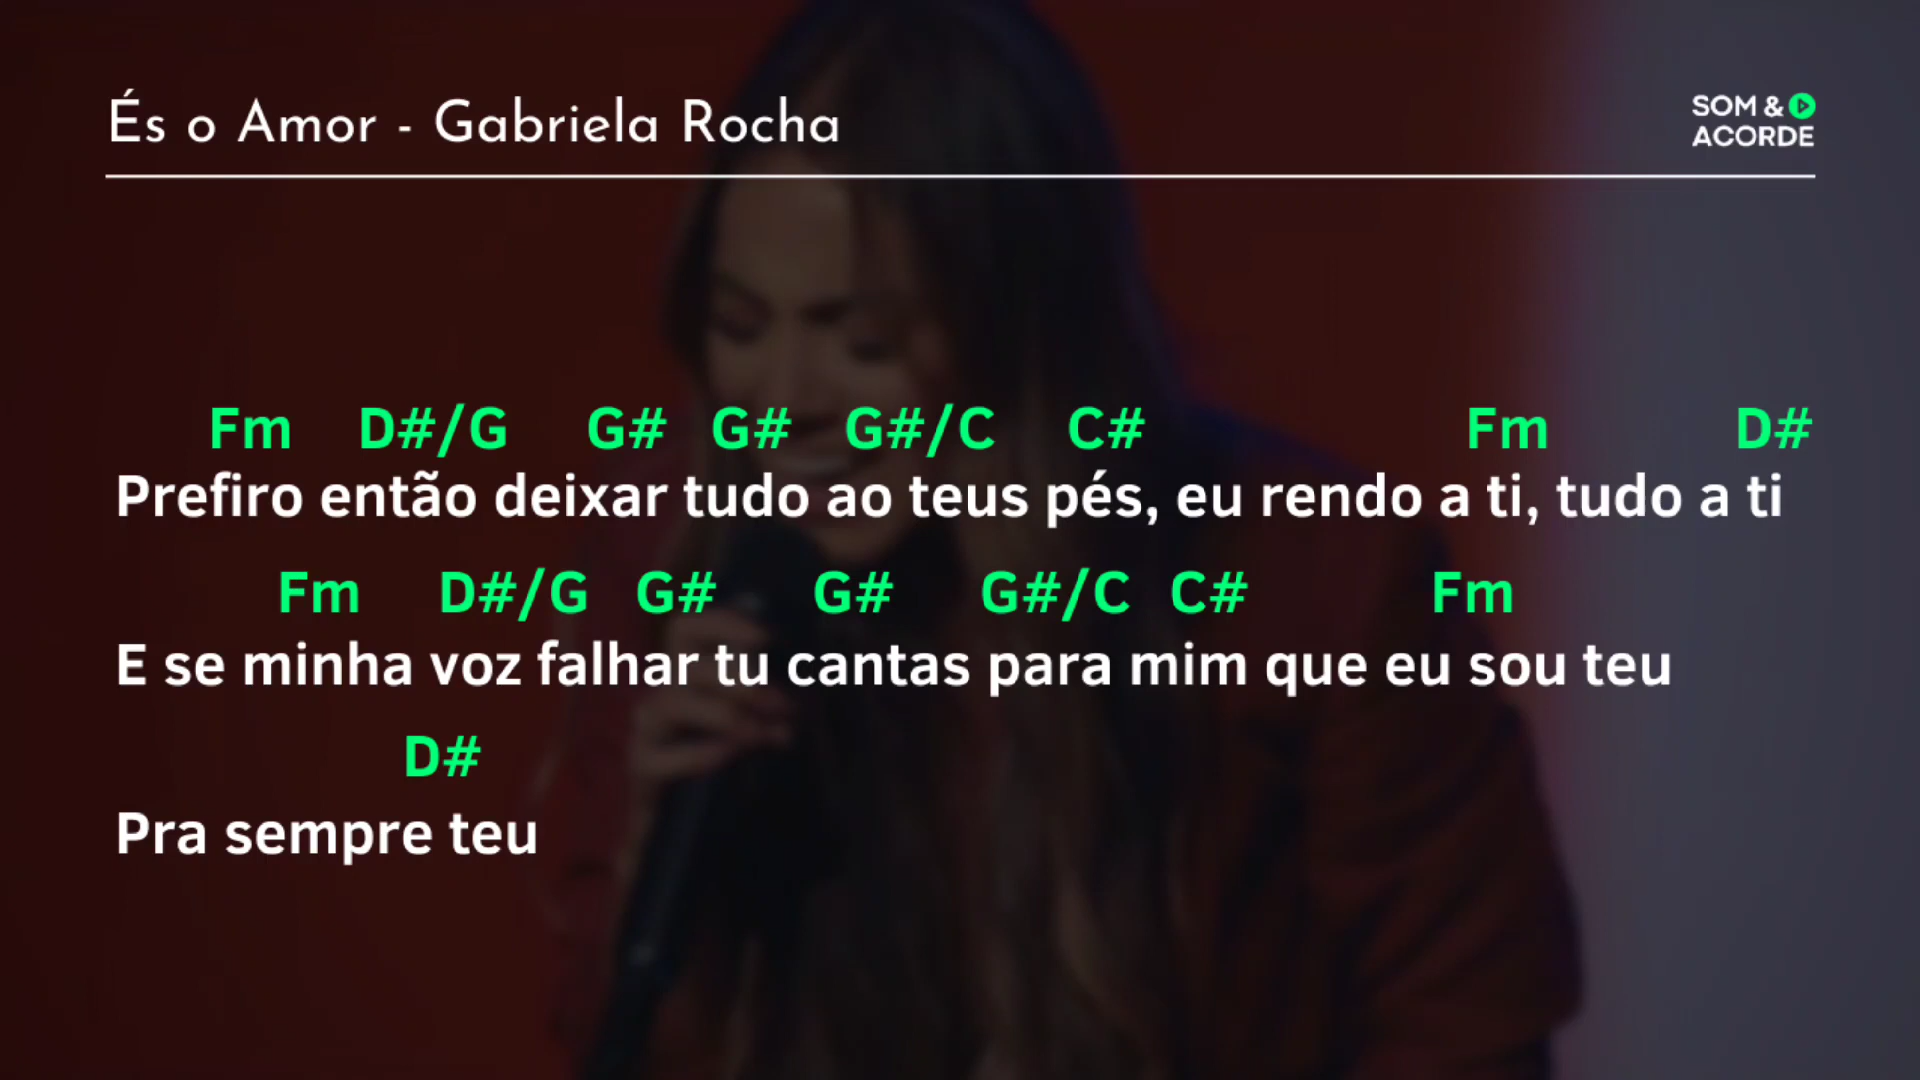 És o Amor - Gabriela Rocha
SOM &
ACORDE
Fm D#/G G# G# G#/C C# Fm D#
Prefiro então deixar tudo ao teus pés, eu rendo a ti, tudo a ti
Fm D#/G G# G# G#/C C# Fm
E se minha voz falhar tu cantas para mim que eu sou teu
D#
Pra sempre teu